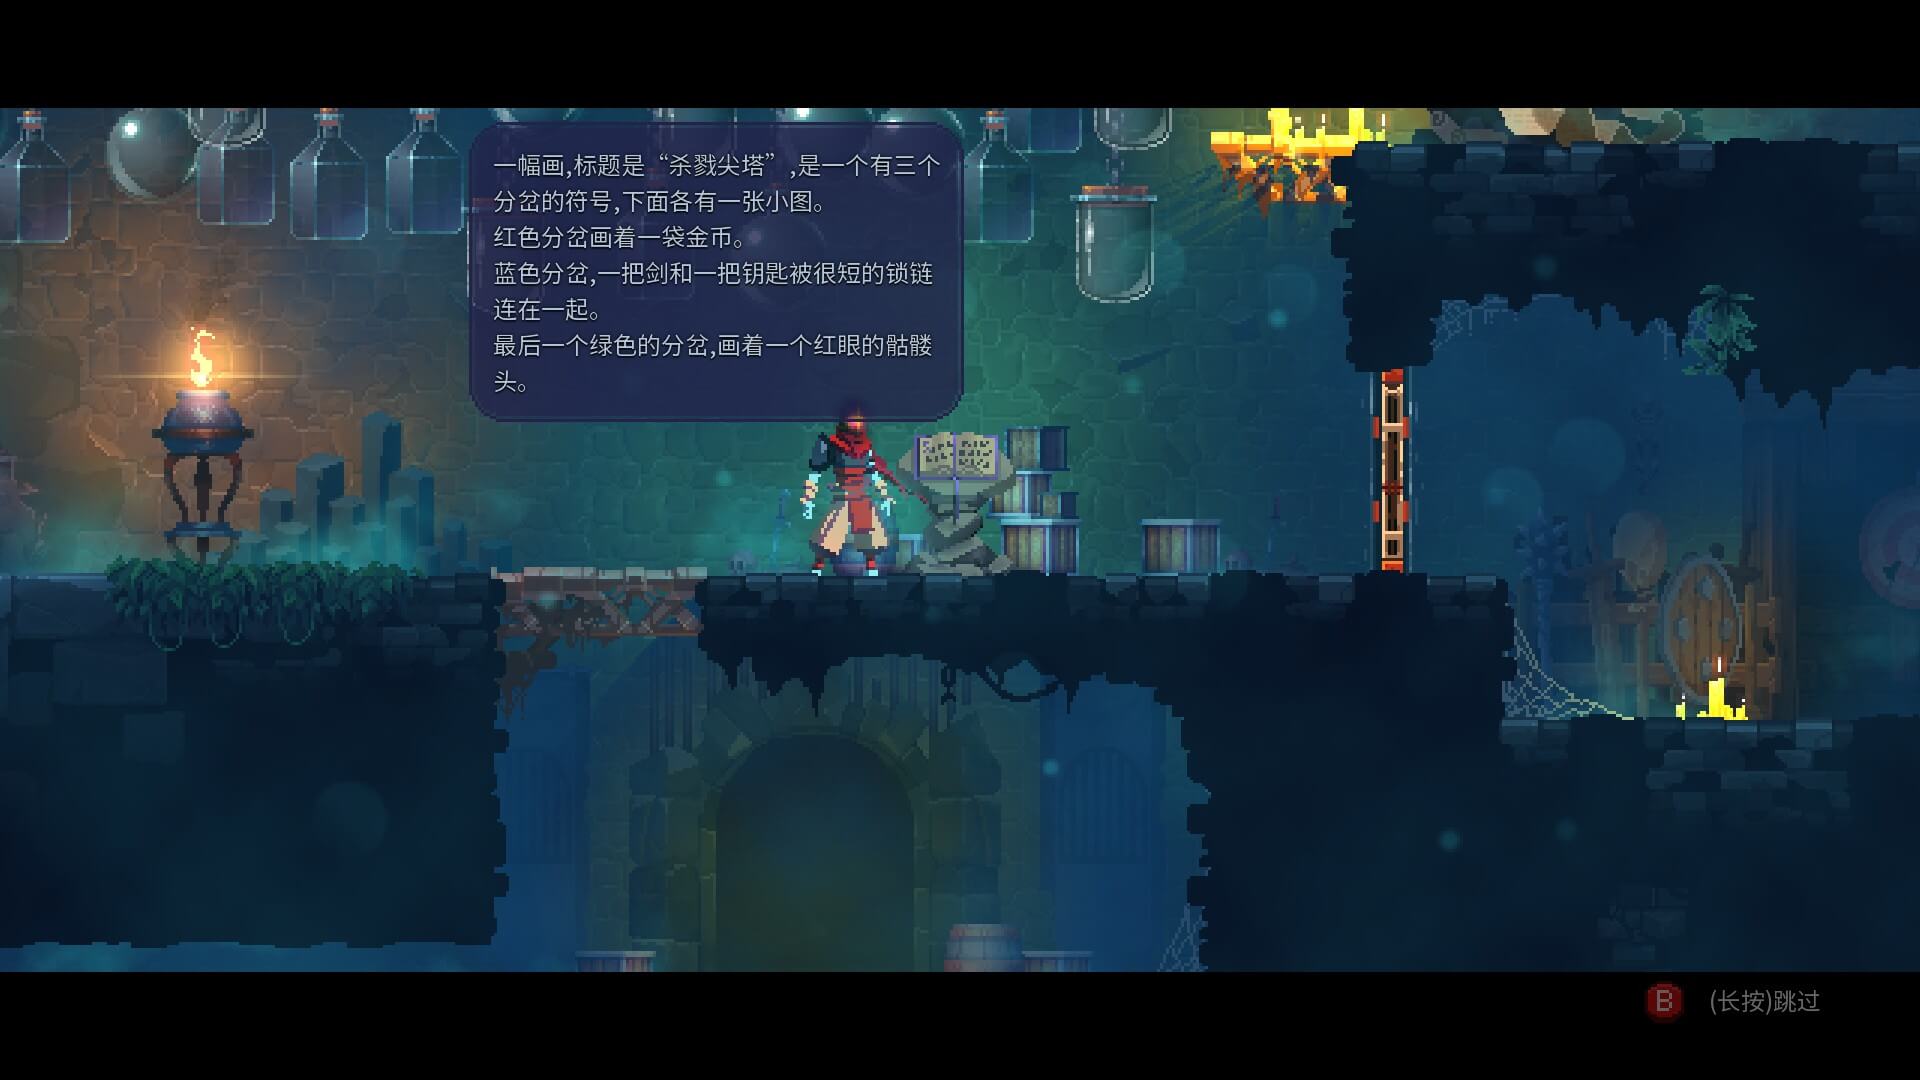 一幅画,标题是“杀戮尖塔”,是一个有三个
分岔的符号,下面各有一张小图。
红色分岔画着一袋金币。
蓝色分岔,一把剑和一把钥匙被很短的锁链
连在一起。
最后一个绿色的分岔,画着一个红眼的骷髅
头。
B (长按)跳过